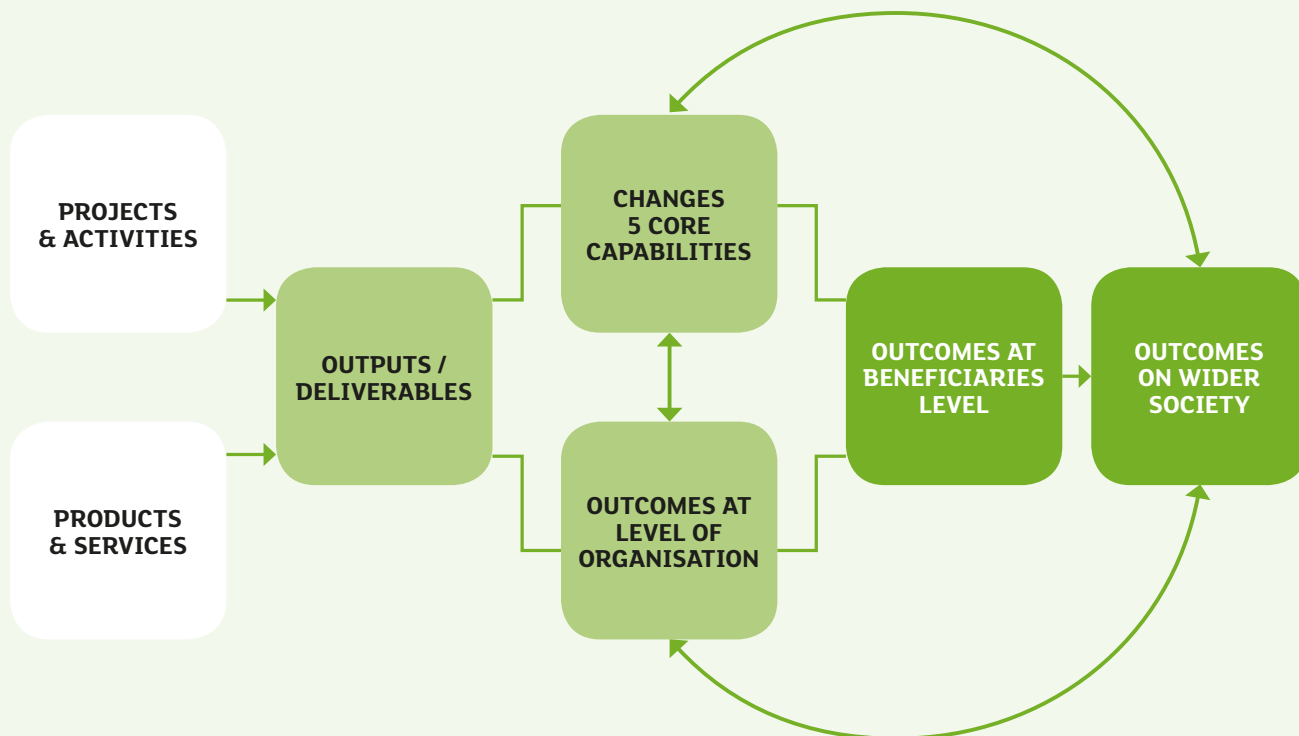 PROJECTS
& ACTIVITIES
PRODUCTS
& SERVICES
OUTPUTS /
DELIVERABLES
CHANGES
5 CORE
CAPABILITIES
OUTCOMES AT
LEVEL OF
ORGANISATION
OUTCOMES AT
BENEFICIARIES
LEVEL
OUTCOMES
ON WIDER
SOCIETY